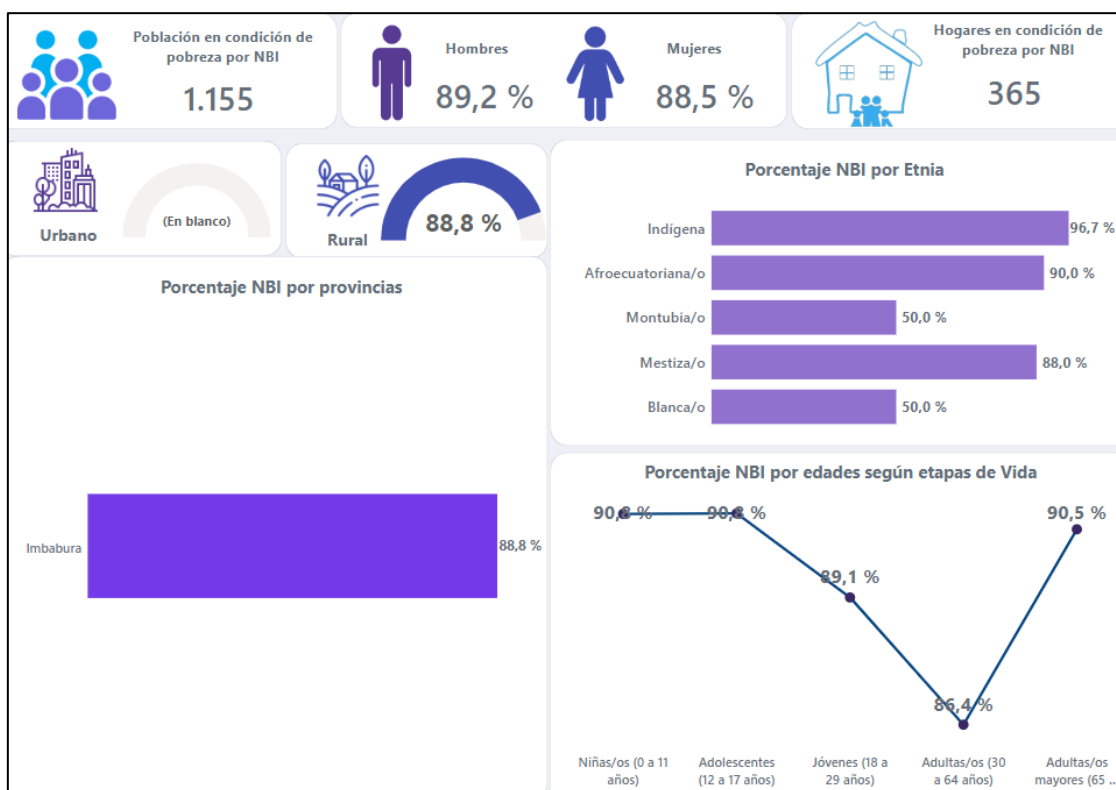 Población en condición de
pobreza por NBI
1.155
Hombres
89,2 %
Mujeres
88,5 %
Hogares en condición de
pobreza por NBI
365
Urbano
(En blanco)
Rural
88,8 %
Porcentaje NBI por Etnia
Indígena
96,7 %
Afroecuatoriana/o
90,0 %
Montubia/o
50,0 %
Mestiza/o
88,0 %
Blanca/o
50,0 %
Porcentaje NBI por provincias
Imbabura
88,8 %
Porcentaje NBI por edades según etapas de Vida
90,8 %
90,8 %
89,1 %
86,4 %
90,5 %
Niñas/os (0 a 11
años)
Adolescentes
(12 a 17 años)
Jóvenes (18 a
29 años)
Adultas/os (30
a 64 años)
Adultas/os
mayores (65 ...